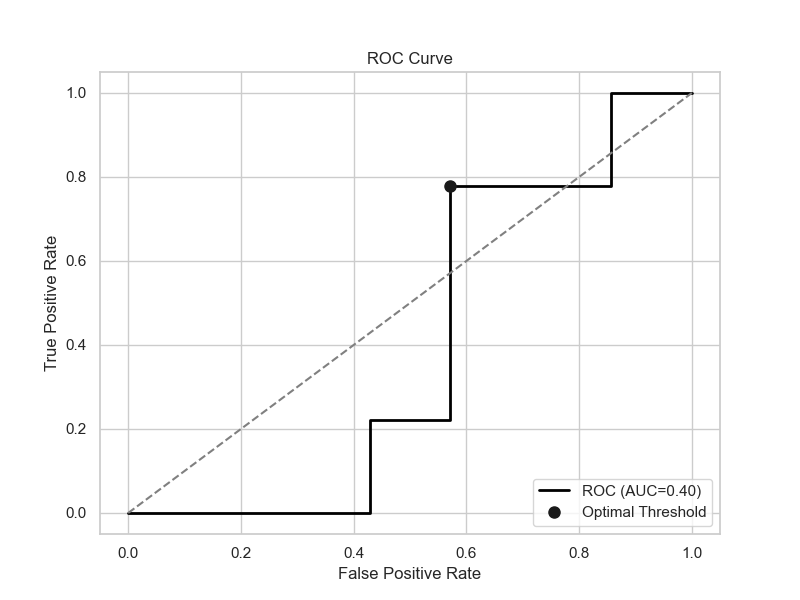 ROC Curve
1.0
0.8
0.6
0.4
0.2
0.0
True Positive Rate
ROC (AUC=0.40)
Optimal Threshold
0.0 0.2 0.4 0.6 0.8 1.0
False Positive Rate